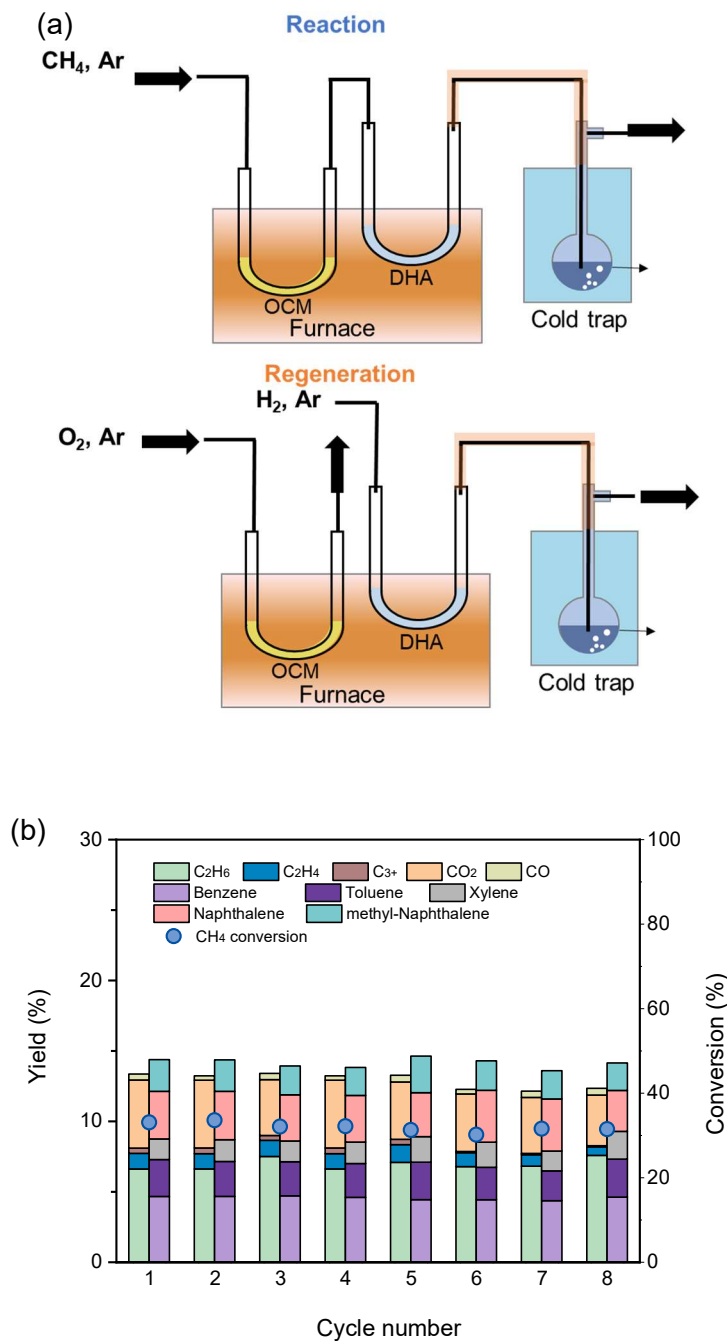 (a)
Reaction
CH₄, Ar
OCM
DHA
Furnace
Cold trap
Regeneration
H₂, Ar
O₂, Ar
OCM
DHA
Furnace
Cold trap
(b)
30
20
10
0
Yield (%)
C₂H₆ C₂H₄ C₃₊ CO₂ CO
Benzene Toluene Xylene
Naphthalene methyl-Naphthalene
CH₄ conversion
100
80
60
40
20
0
Conversion (%)
1 2 3 4 5 6 7 8
Cycle number